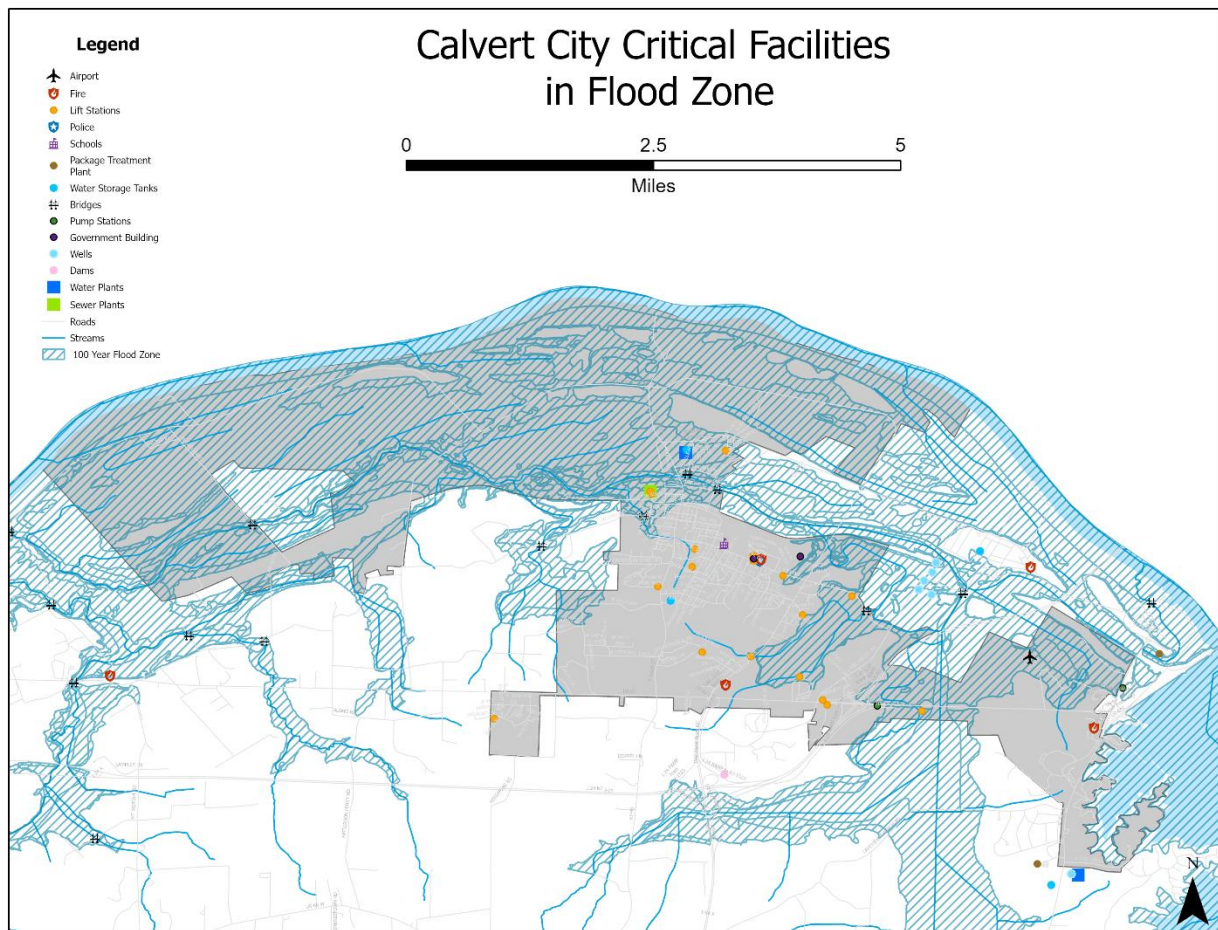 Calvert City Critical Facilities
in Flood Zone
0 2.5 5
Miles
Legend
Airport
Fire
Lift Stations
Police
Schools
Package Treatment
Plant
Water Storage Tanks
Bridges
Pump Stations
Government Building
Wells
Dams
Water Plants
Sewer Plants
Roads
Streams
100 Year Flood Zone
N